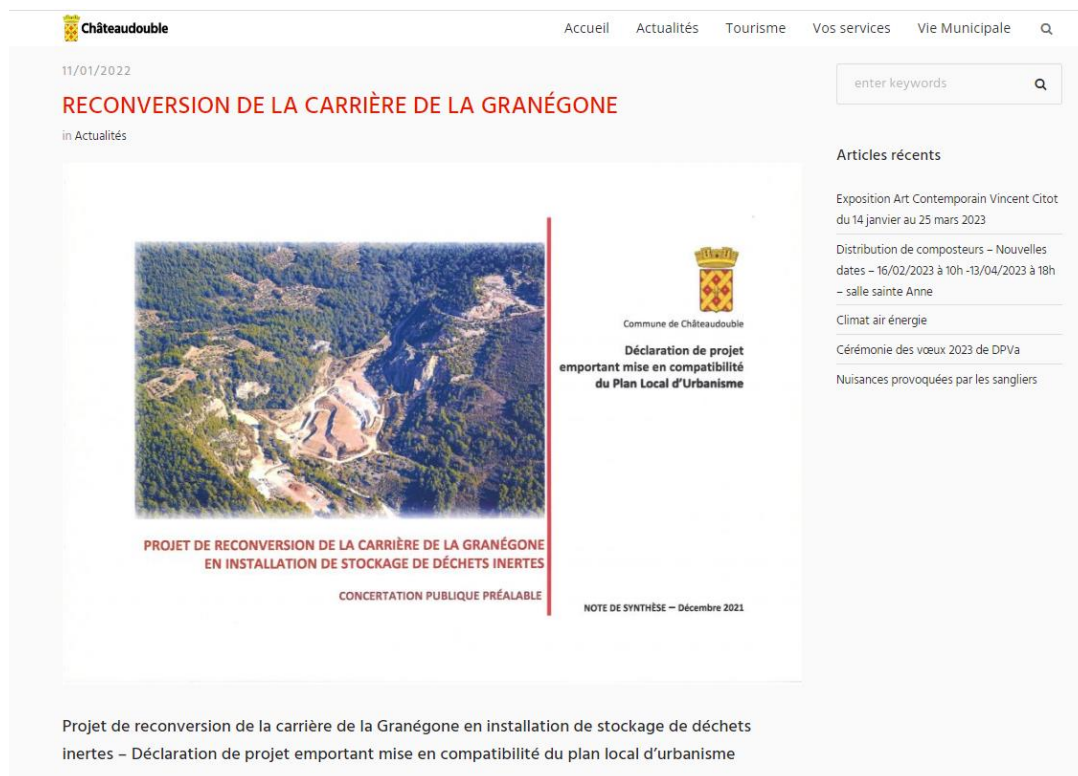 Châteaudouble
Accueil Actualités Tourisme Vos services Vie Municipale
11/01/2022
RECONVERSION DE LA CARRIÈRE DE LA GRANÉGONE
in Actualités
Commune de Châteaudouble
Déclaration de projet
emportant mise en compatibilité
du Plan Local d'Urbanisme
PROJET DE RECONVERSION DE LA CARRIÈRE DE LA GRANÉGONE
EN INSTALLATION DE STOCKAGE DE DÉCHETS INERTES
CONCERTATION PUBLIQUE PRÉALABLE
NOTE DE SYNTHÈSE – Décembre 2021
Projet de reconversion de la carrière de la Granégone en installation de stockage de déchets
inertes – Déclaration de projet emportant mise en compatibilité du plan local d'urbanisme
enter keywords
Articles récents
Exposition Art Contemporain Vincent Citot
du 14 janvier au 25 mars 2023
Distribution de composteurs – Nouvelles
dates – 16/02/2023 à 10h -13/04/2023 à 18h
– salle sainte Anne
Climat air énergie
Cérémonie des vœux 2023 de DPVa
Nuisances provoquées par les sangliers